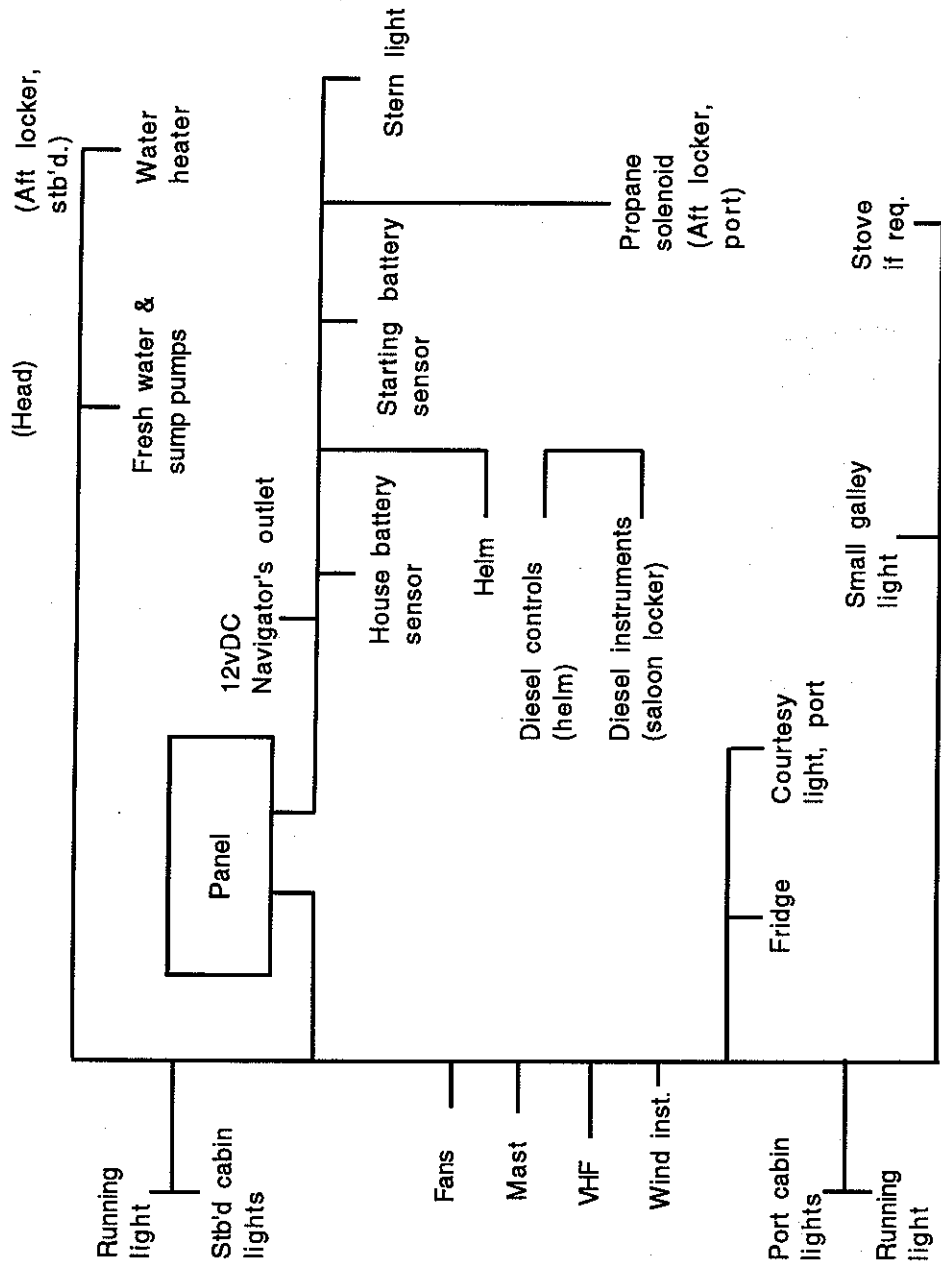 (Head)
(Aft locker,
stb'd.)
Fresh water &
sump pumps
Water
heater
Running
light
Stb'd cabin
lights
Panel
12vDC
Navigator's outlet
House battery
sensor
Starting battery
sensor
Stern light
Helm
Diesel controls
(helm)
Diesel instruments
(saloon locker)
Propane
solenoid
(Aft locker,
port)
Fans
Mast
VHF
Wind inst.
Fridge
Courtesy
light, port
Port cabin
lights
Running
light
Small galley
light
Stove
if req.